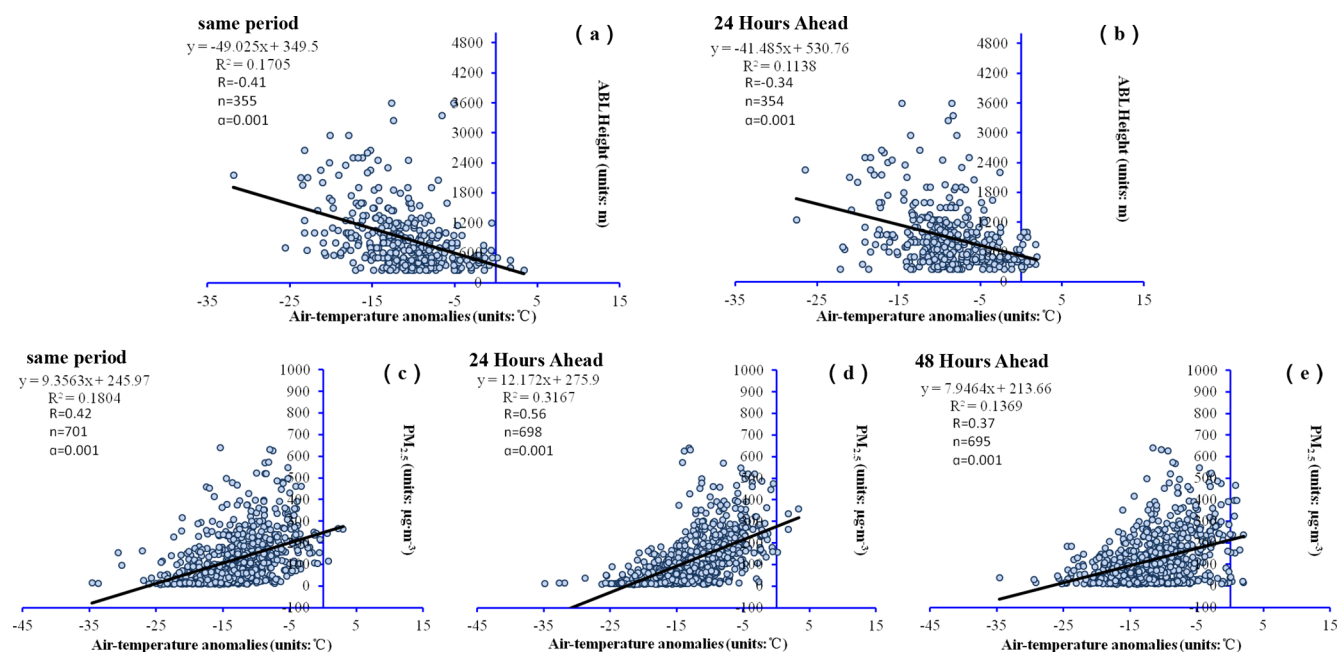 same period
( a )
y = -49.025x + 349.5
R² = 0.1705
R=-0.41
n=355
α=0.001
4800
4200
3600
3000
2400
1800
1200
600
0
ABL Height (units: m)
-35
-25
-15
-5
5
15
Air-temperature anomalies (units: ℃)
24 Hours Ahead
( b )
y = -41.485x + 530.76
R² = 0.1138
R=-0.34
n=354
α=0.001
4800
4200
3600
3000
2400
1800
1200
600
0
ABL Height (units: m)
-35
-25
-15
-5
5
15
Air-temperature anomalies (units: ℃)
same period
( c )
y = 9.3563x + 245.97
R² = 0.1804
R=0.42
n=701
α=0.001
1000
900
800
700
600
500
400
300
200
100
0
-100
PM2.5 (units: μg·m⁻³)
-45
-35
-25
-15
-5
5
15
Air-temperature anomalies (units: ℃)
24 Hours Ahead
( d )
y = 12.172x + 275.9
R² = 0.3167
R=0.56
n=698
α=0.001
1000
900
800
700
600
500
400
300
200
100
0
-100
PM2.5 (units: μg·m⁻³)
-45
-35
-25
-15
-5
5
15
Air-temperature anomalies (units: ℃)
48 Hours Ahead
( e )
y = 7.9464x + 213.66
R² = 0.1369
R=0.37
n=695
α=0.001
1000
900
800
700
600
500
400
300
200
100
0
-100
PM2.5 (units: μg·m⁻³)
-45
-35
-25
-15
-5
5
15
Air-temperature anomalies (units: ℃)